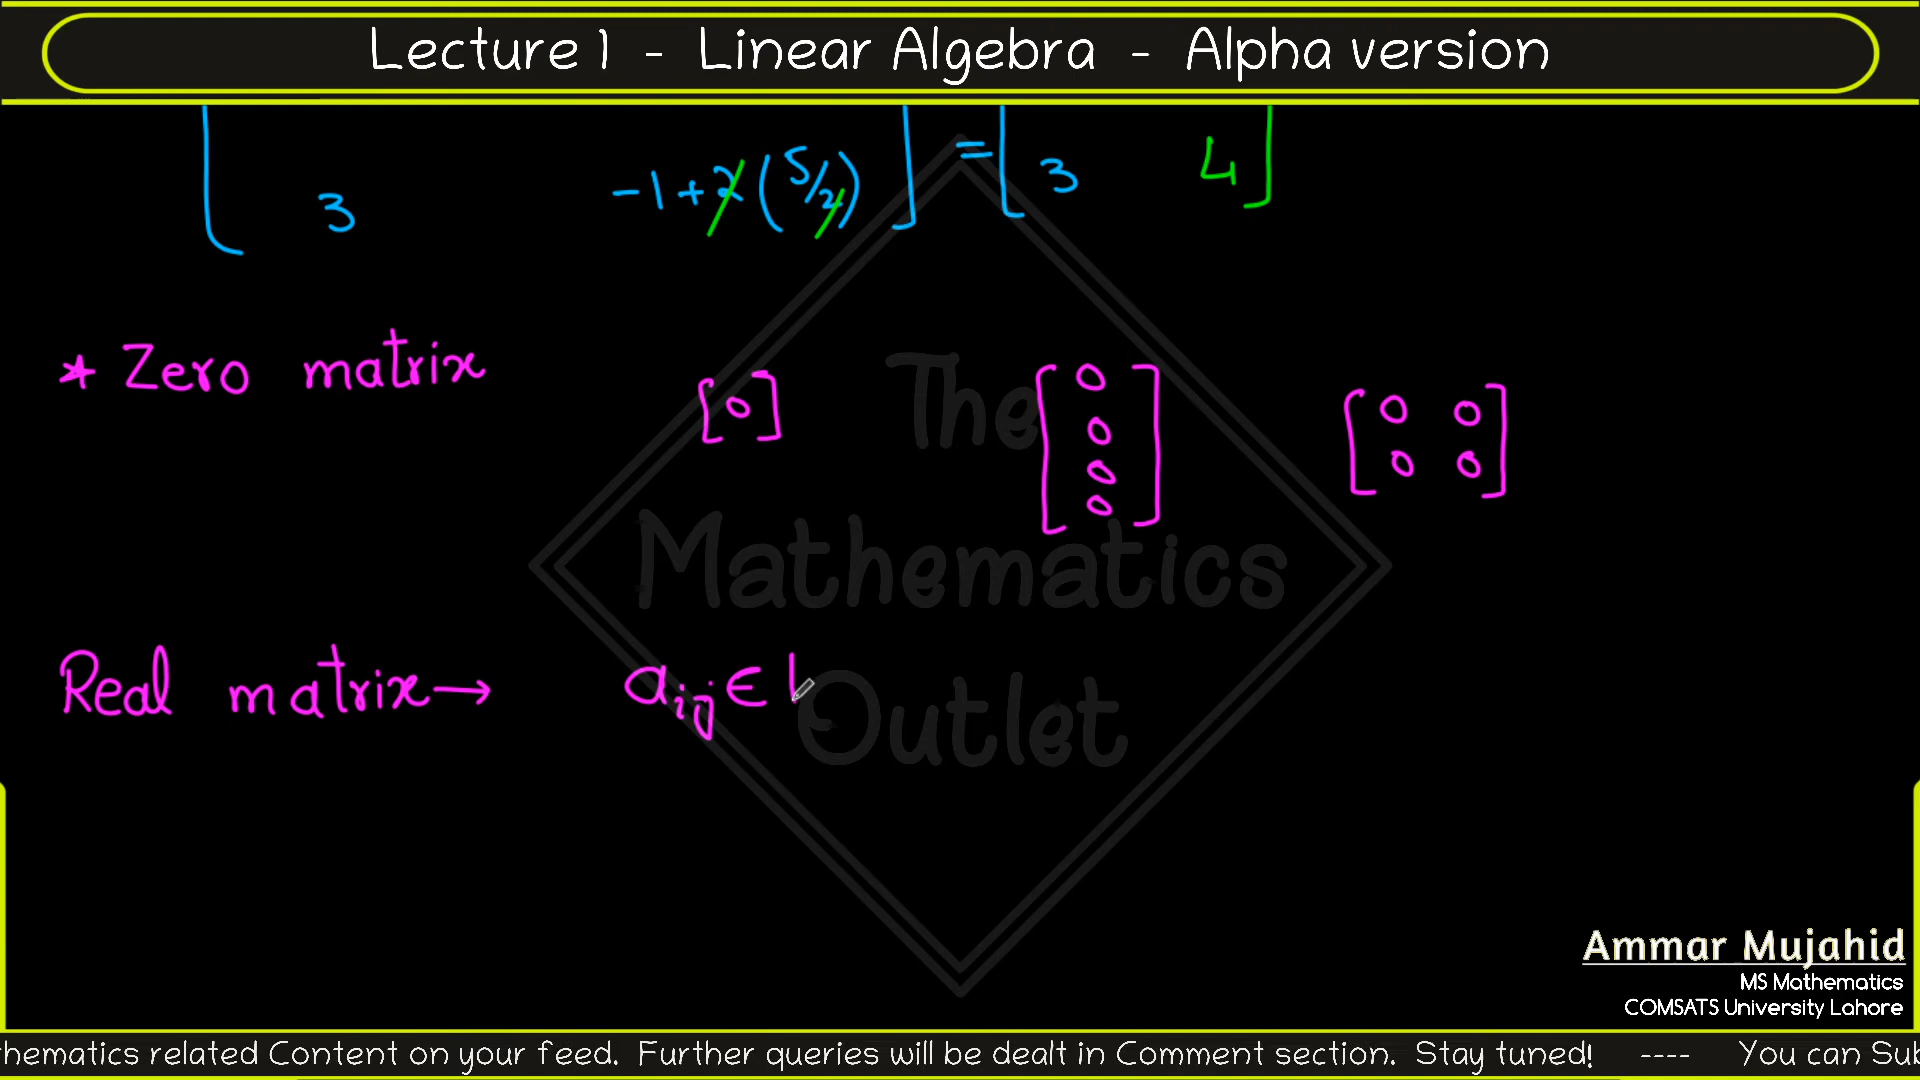 Lecture 1 - Linear Algebra - Alpha version
3 -1+2(5/2) = 3 4
* Zero matrix [0] [0 0]
0
0 0
0
0
The
Mathematics
Real matrix → aij ∈
Outlet
Ammar Mujahid
MS Mathematics
COMSATS University Lahore
hematics related Content on your feed. Further queries will be dealt in Comment section. Stay tuned! ---- You can Sub